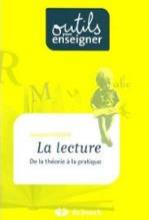 outils
pour
enseigner
La lecture
De la théorie à la pratique
de boeck